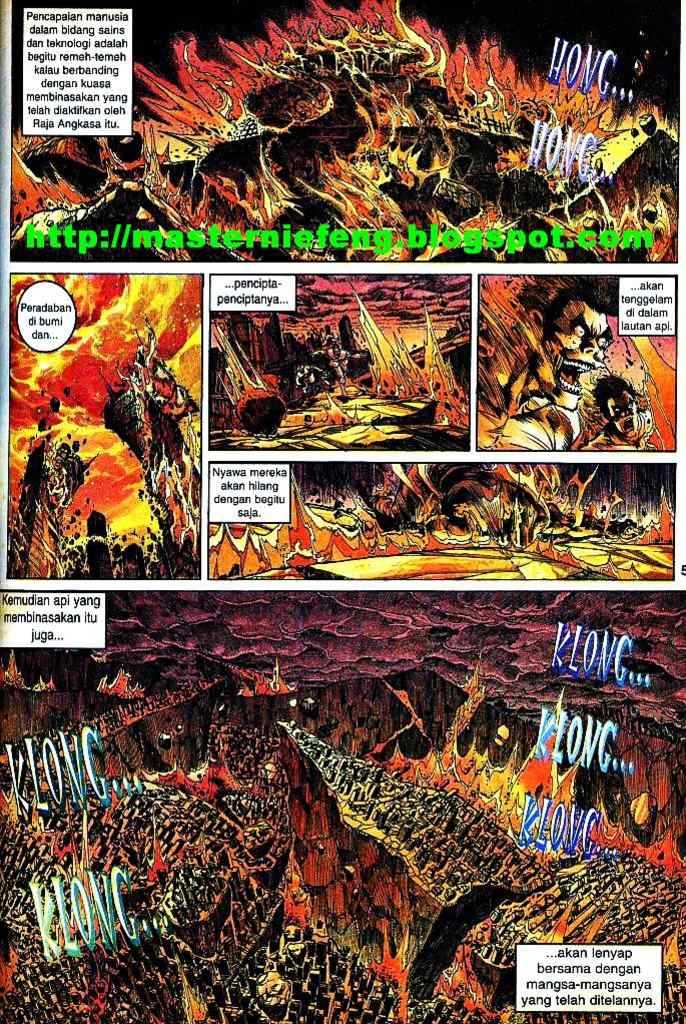 Pencapaian manusia
dalam bidang sains
dan teknologi adalah
begitu remeh-temeh
kalau berbanding
dengan kuasa
membinasakan yang
telah diaktifkan oleh
Raja Angkasa itu.
HONG...
HONG...
http://masterniefeng.blogspot.com
Peradaban
di bumi
dan...
...pencipta-
penciptanya...
...akan
tenggelam
di dalam
lautan api.
Nyawa mereka
akan hilang
dengan begitu
saja.
5
Kemudian api yang
membinasakan itu
juga...
KLONG...
KLONG...
KLONG...
KLONG...
KLONG...
...akan lenyap
bersama dengan
mangsa-mangsanya
yang telah ditelannya.